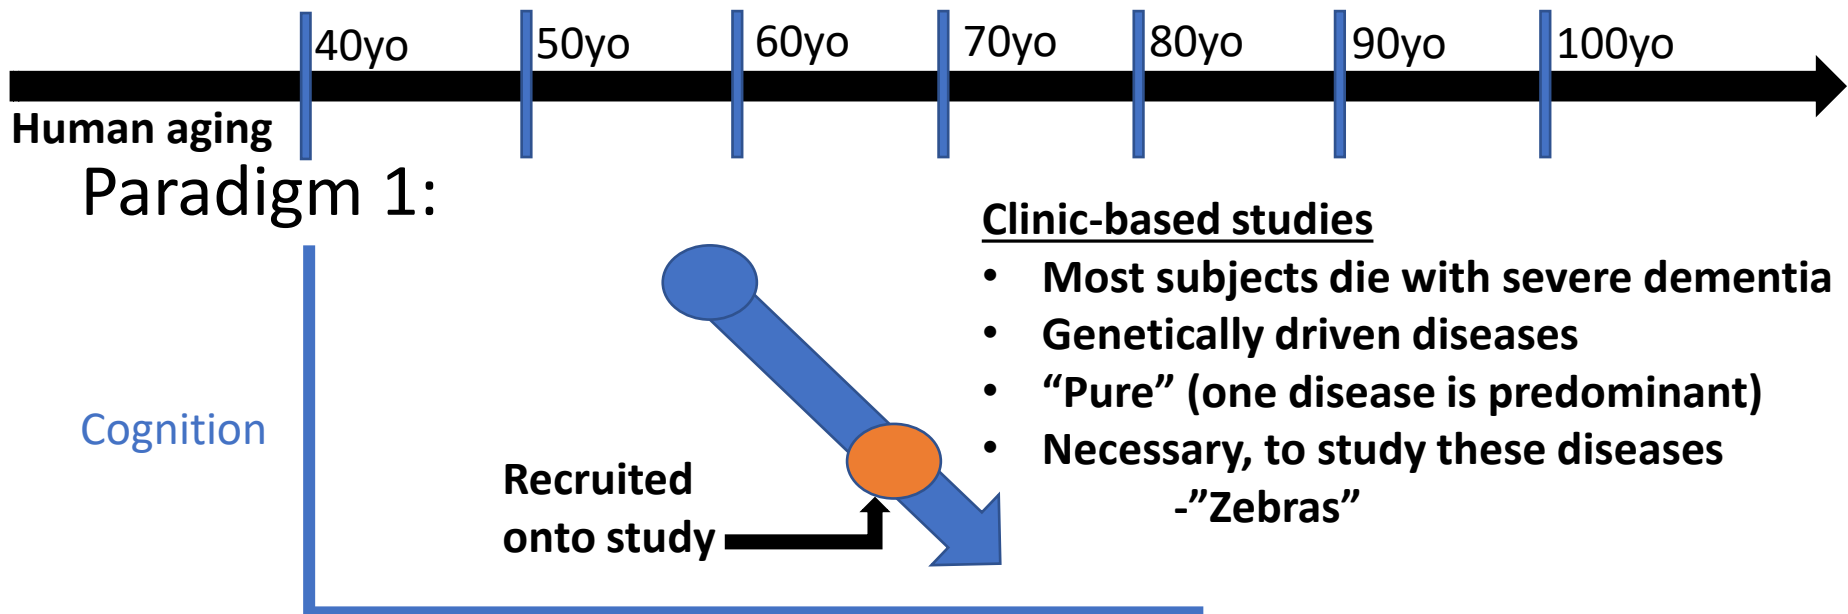 40yo 50yo 60yo 70yo 80yo 90yo 100yo
Human aging
Paradigm 1:
Clinic-based studies
• Most subjects die with severe dementia
• Genetically driven diseases
• “Pure” (one disease is predominant)
• Necessary, to study these diseases
-”Zebras”
Cognition
Recruited
onto study